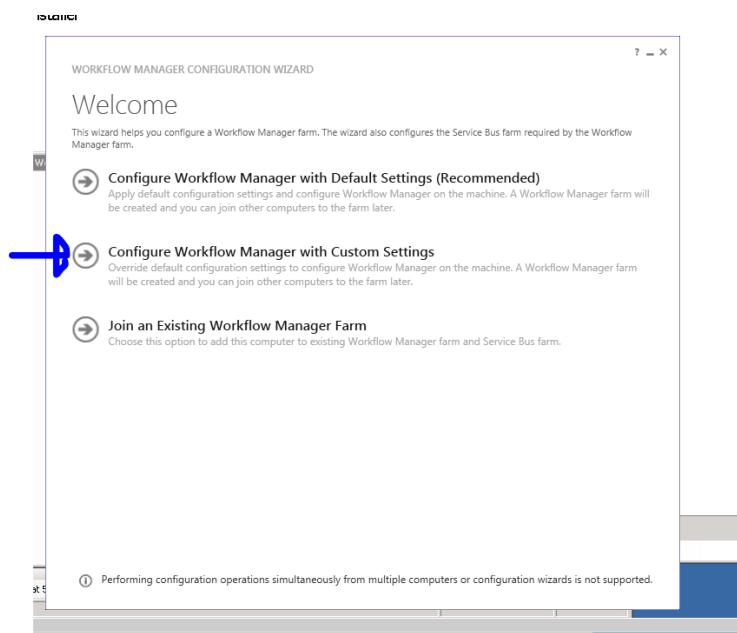 ? – ×
WORKFLOW MANAGER CONFIGURATION WIZARD
Welcome
This wizard helps you configure a Workflow Manager farm. The wizard also configures the Service Bus farm required by the Workflow
Manager farm.
Configure Workflow Manager with Default Settings (Recommended)
Apply default configuration settings and configure Workflow Manager on the machine. A Workflow Manager farm will
be created and you can join other computers to the farm later.
Configure Workflow Manager with Custom Settings
Override default configuration settings to configure Workflow Manager on the machine. A Workflow Manager farm
will be created and you can join other computers to the farm later.
Join an Existing Workflow Manager Farm
Choose this option to add this computer to existing Workflow Manager farm and Service Bus farm.
Performing configuration operations simultaneously from multiple computers or configuration wizards is not supported.